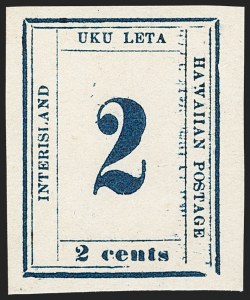 UKU LETA
INTERISLAND
HAWAIIAN POSTAGE
2
2 cents